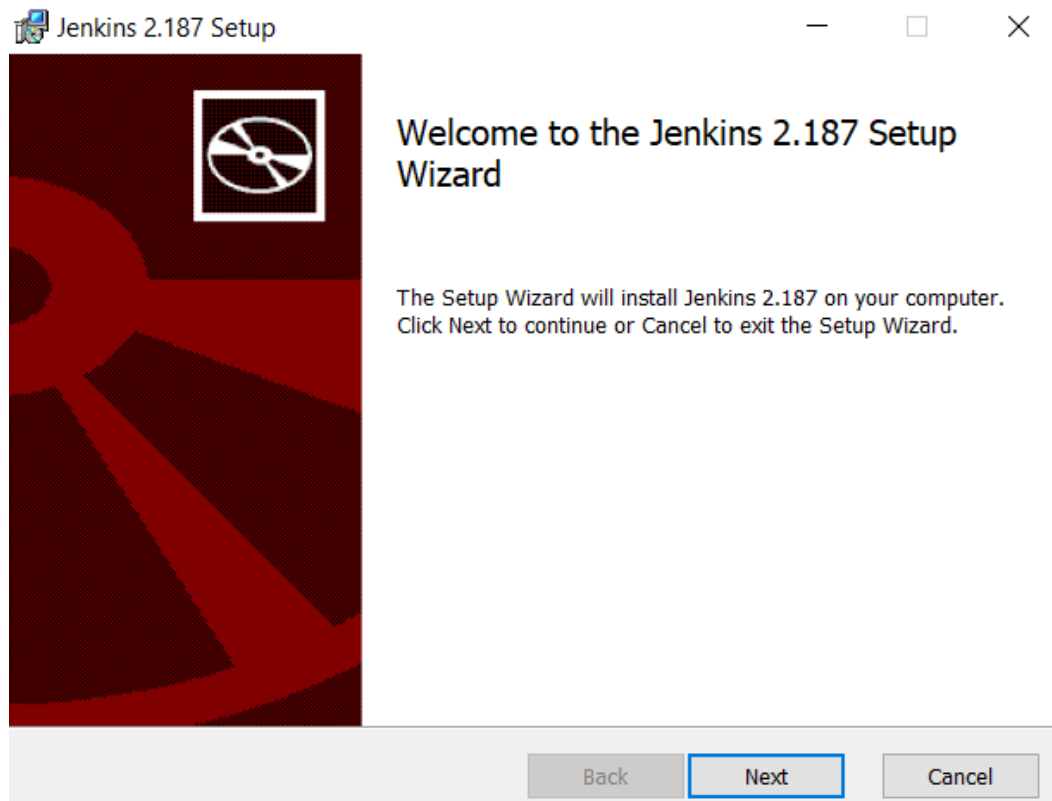 Jenkins 2.187 Setup
Welcome to the Jenkins 2.187 Setup
Wizard
The Setup Wizard will install Jenkins 2.187 on your computer.
Click Next to continue or Cancel to exit the Setup Wizard.
Back
Next
Cancel